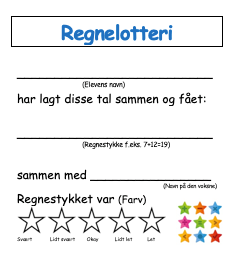 Regnelotteri
(Elevens navn)
har lagt disse tal sammen og fået:
(Regnestykke f.eks. 7+12=19)
sammen med
(Navn på den voksne)
Regnestykket var (Farv)
Svært Lidt svært Okay Lidt let Let